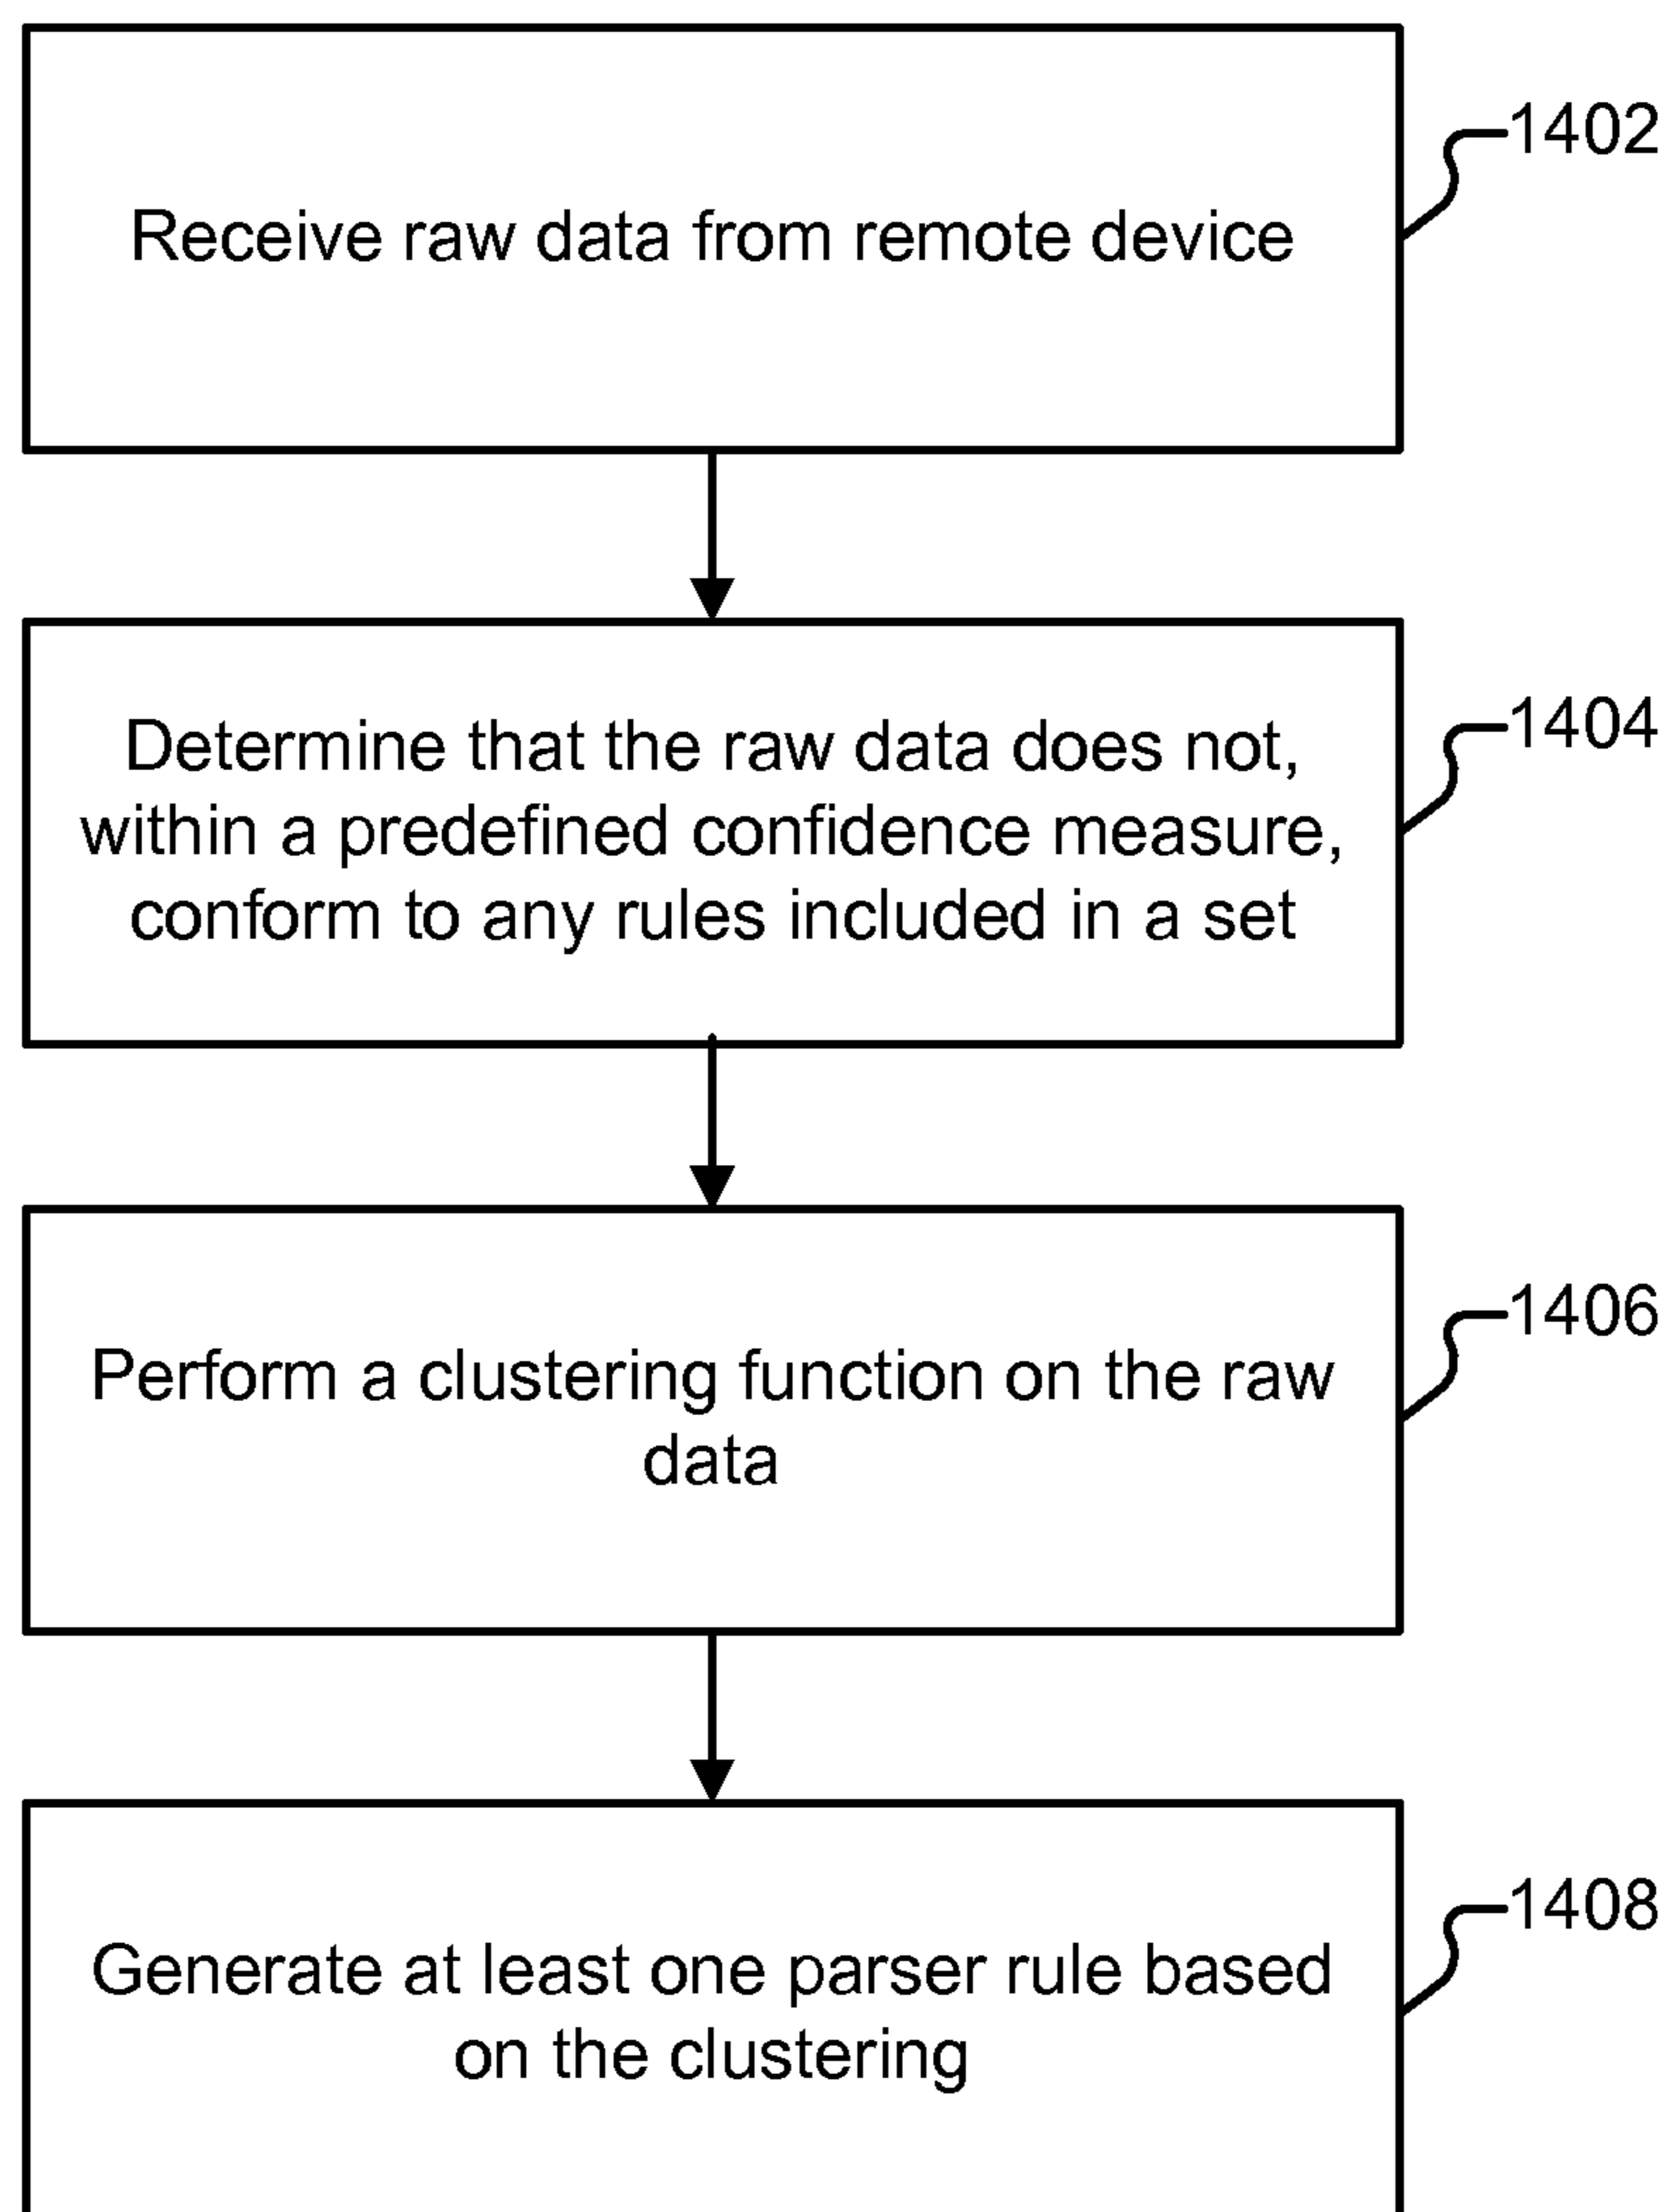 1402
Receive raw data from remote device
1404
Determine that the raw data does not,
within a predefined confidence measure,
conform to any rules included in a set
1406
Perform a clustering function on the raw
data
1408
Generate at least one parser rule based
on the clustering